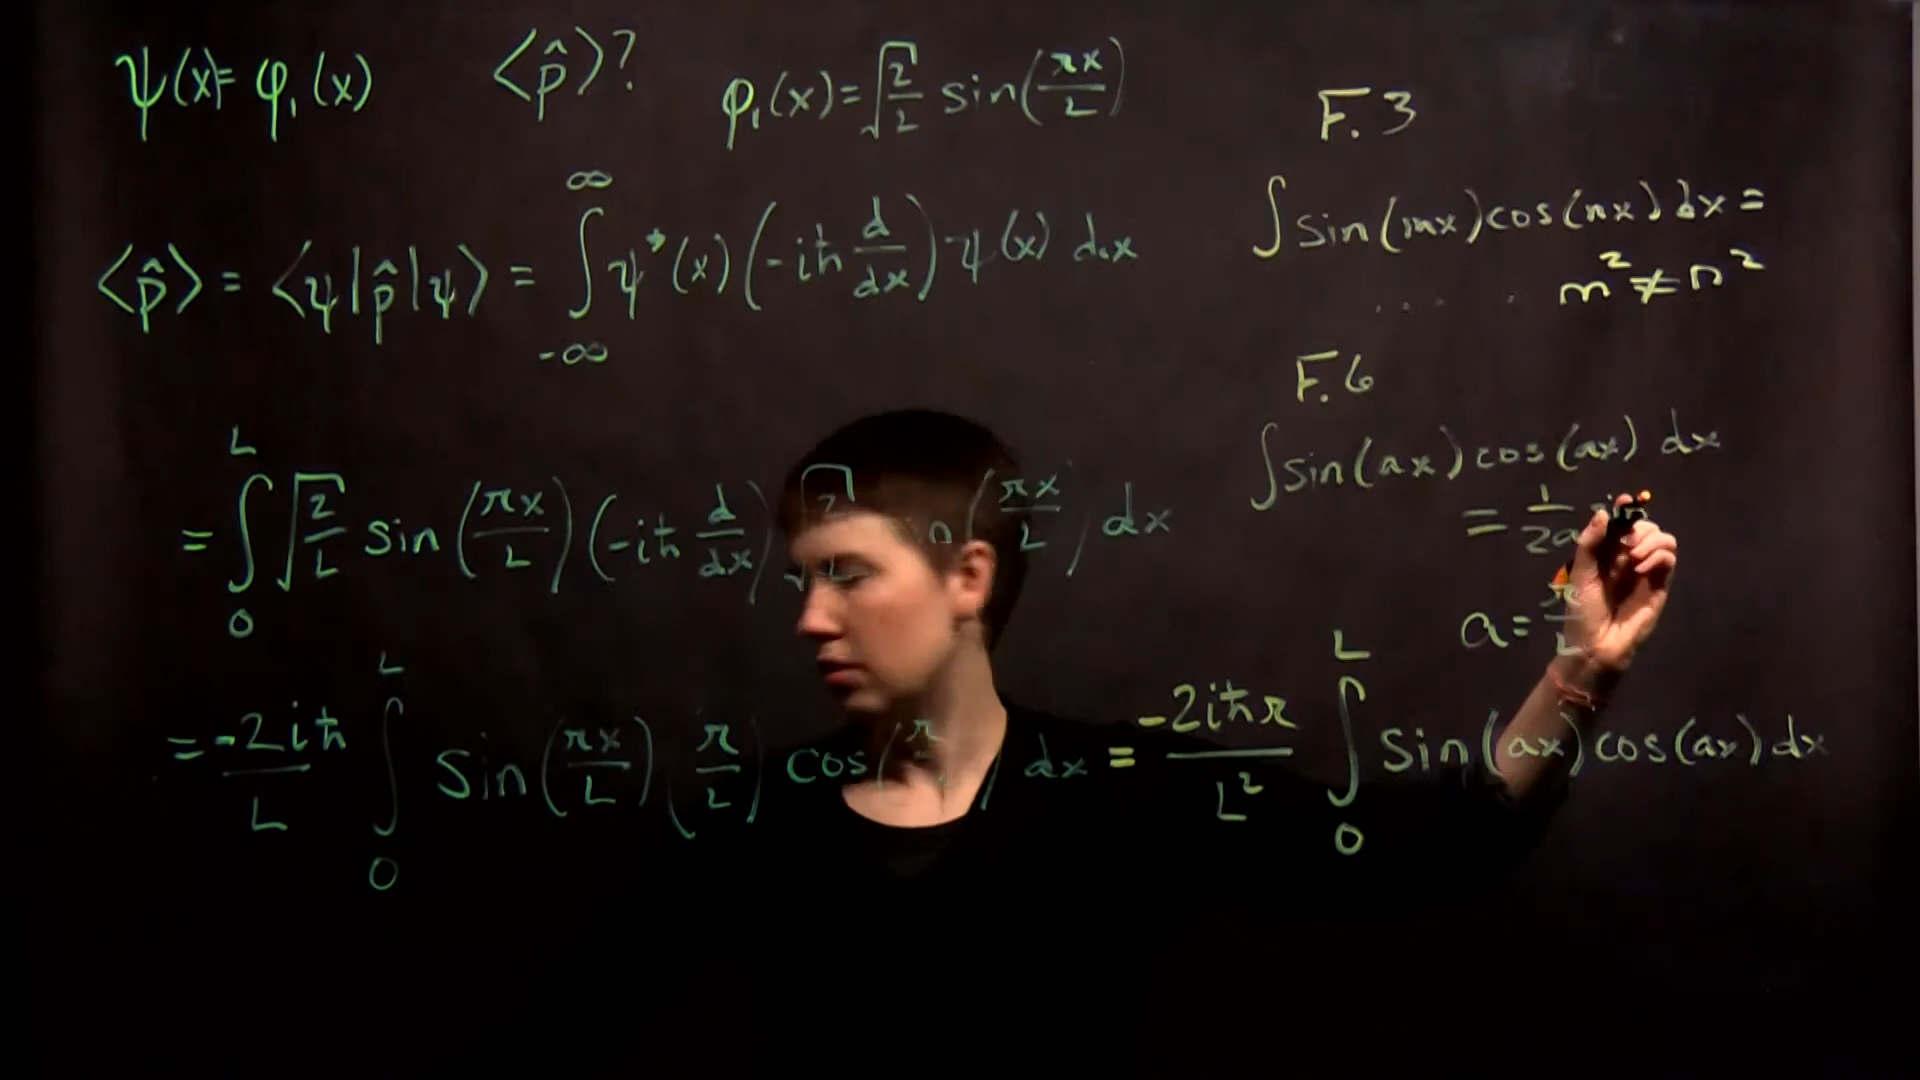 ψ(x)= φ₁(x) ⟨p̂⟩? φ₁(x)=√(2/L) sin(πx/L)
F.3
∫sin(mx)cos(nx)dx=
.... m²≠n²
⟨p̂⟩ = ⟨ψ|p̂|ψ⟩ = ∫_{-∞}^{∞} ψ*(x)(-iħ d/dx)ψ(x) dx
F.6
∫sin(ax)cos(ax) dx
= 1/2a sin
a=π/L
= ∫_0^L √(2/L) sin(πx/L)(-iħ d/dx) (πx/L) dx
= -2iħ/L ∫_0^L sin(πx/L)(π/L) cos( dx = -2iħπ/L² ∫_0^L sin(ax)cos(ax)dx